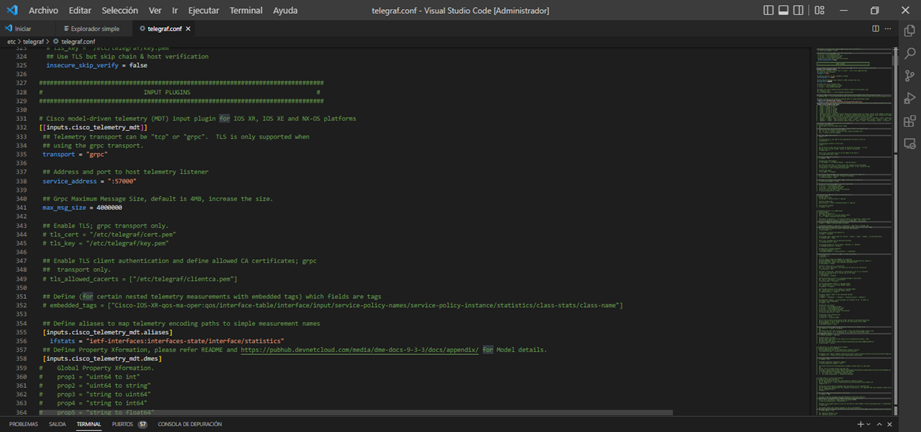 Archivo Editar Selección Ver Ir Ejecutar Terminal Ayuda telegraf.conf - Visual Studio Code [Administrador]
Iniciar Explorador simple telegraf.conf
etc > telegraf > telegraf.conf
323 # tls_key = "/etc/telegraf/key.pem"
324 ## Use TLS but skip chain & host verification
325 insecure_skip_verify = false
326
327 ###############################################################################
328 # INPUT PLUGINS #
329 ###############################################################################
330
331 # Cisco model-driven telemetry (MDT) input plugin for IOS XR, IOS XE and NX-OS platforms
332 [[inputs.cisco_telemetry_mdt]]
333 ## Telemetry transport can be "tcp" or "grpc".  TLS is only supported when
334 ## using the grpc transport.
335 transport = "grpc"
336
337 ## Address and port to host telemetry listener
338 service_address = ":57000"
339
340 ## Grpc Maximum Message Size, default is 4MB, increase the size.
341 max_msg_size = 4000000
342
343 ## Enable TLS; grpc transport only.
344 # tls_cert = "/etc/telegraf/cert.pem"
345 # tls_key = "/etc/telegraf/key.pem"
346
347 ## Enable TLS client authentication and define allowed CA certificates; grpc
348 ##  transport only.
349 # tls_allowed_cacerts = ["/etc/telegraf/clientca.pem"]
350
351 ## Define (for certain nested telemetry measurements with embedded tags) which fields are tags
352 # embedded_tags = ["Cisco-IOS-XR-qos-ma-oper:qos/interface-table/interface/input/service-policy-names/service-policy-instance/statistics/class-stats/class-name"]
353
354 ## Define aliases to map telemetry encoding paths to simple measurement names
355 [inputs.cisco_telemetry_mdt.aliases]
356 ifstats = "ietf-interfaces:interfaces-state/interface/statistics"
357 ## Define Property Xformation, please refer README and https://pubhub.devnetcloud.com/media/dme-docs-9-3-3/docs/appendix/ for Model details.
358 [inputs.cisco_telemetry_mdt.dmes]
359 # Global Property Xformation.
360 # prop1 = "uint64 to int"
361 # prop2 = "uint64 to string"
362 # prop3 = "string to uint64"
363 # prop4 = "string to int64"
364 # prop5 = "string to float64"
PROBLEMAS SALIDA TERMINAL PUERTOS 57 CONSOLA DE DEPURACIÓN